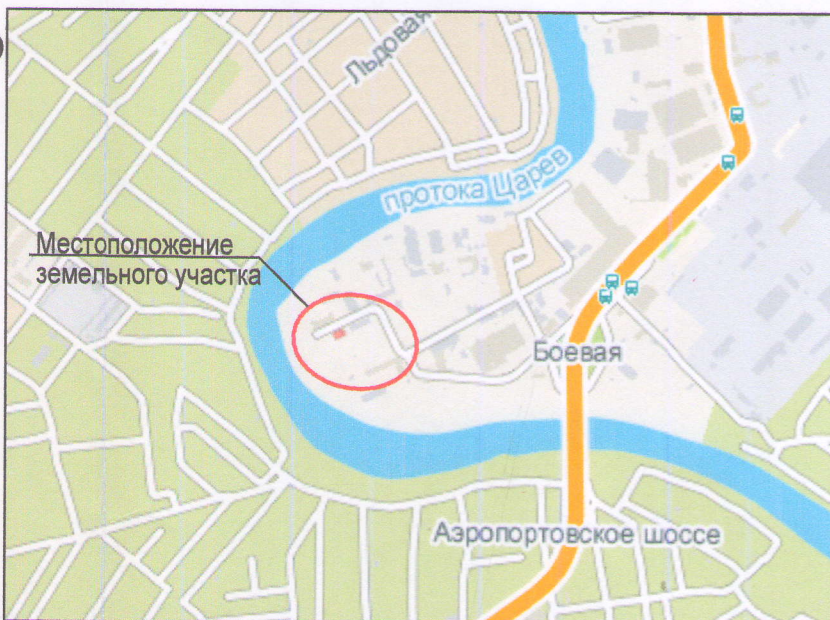 Льдовая
протока Царев
Местоположение
земельного участка
Боевая
Аэропортовское шоссе